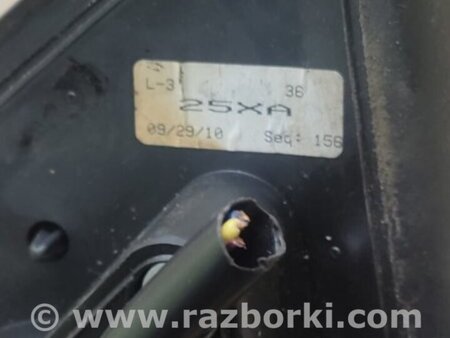 L-3 36
25XA
09/29/10 Seq: 156
© www.razborki.com